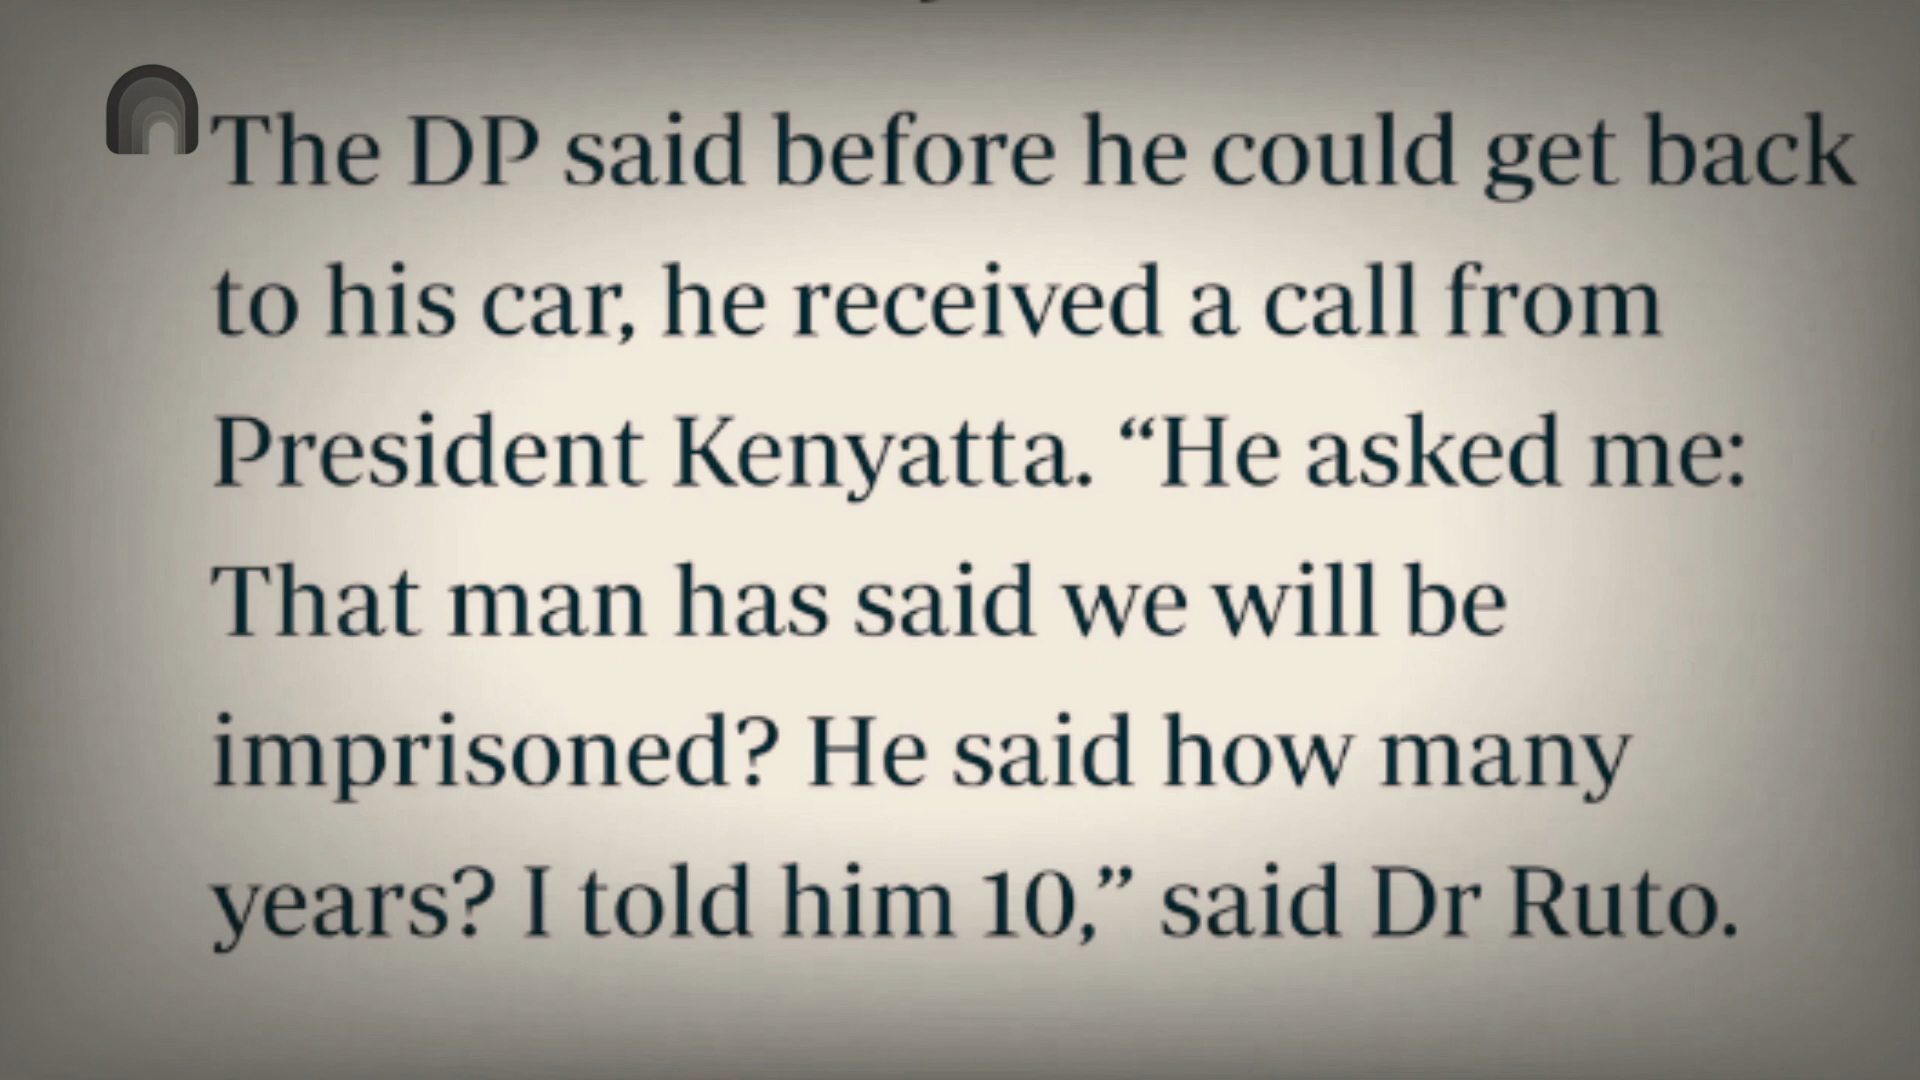 The DP said before he could get back
to his car, he received a call from
President Kenyatta. “He asked me:
That man has said we will be
imprisoned? He said how many
years? I told him 10,” said Dr Ruto.